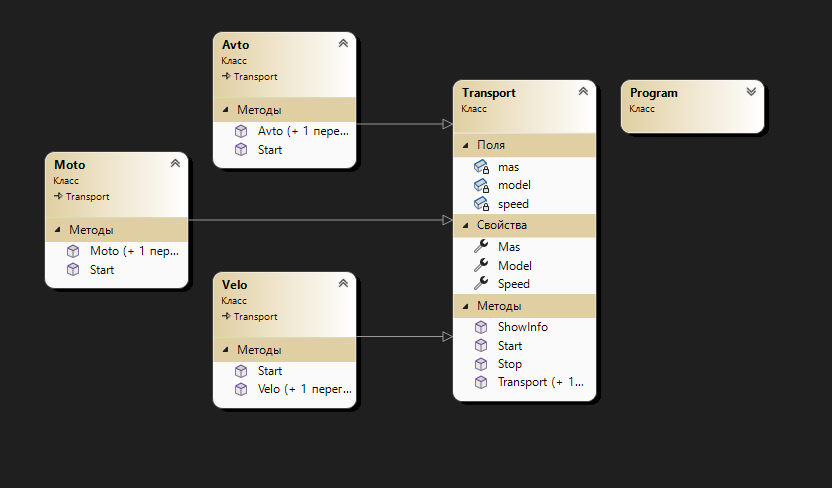 Avto
Класс
Transport
Методы
Avto (+ 1 пере...
Start
Moto
Класс
Transport
Методы
Moto (+ 1 пер...
Start
Velo
Класс
Transport
Методы
Start
Velo (+ 1 перег...
Transport
Класс
Поля
mas
model
speed
Свойства
Mas
Model
Speed
Методы
ShowInfo
Start
Stop
Transport (+ 1...
Program
Класс